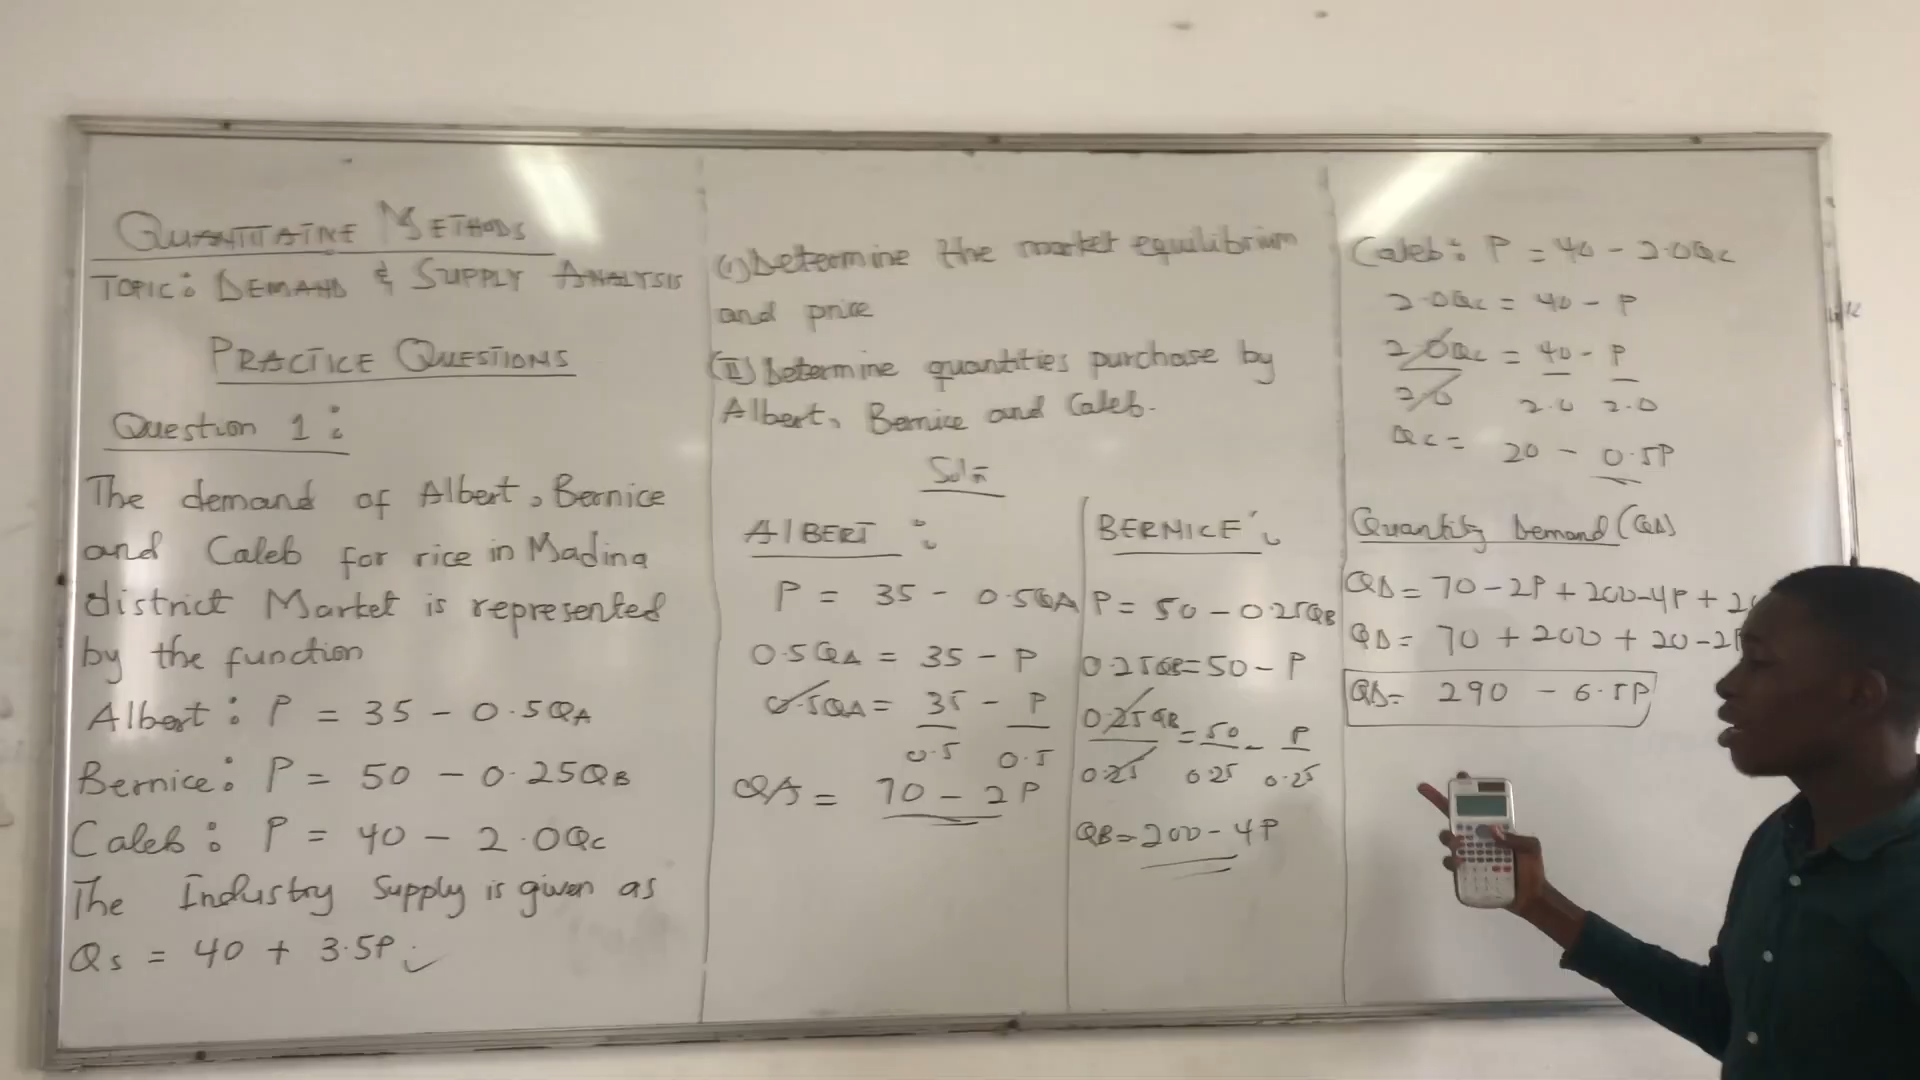 QUANTITATIVE METHODS
TOPIC: DEMAND & SUPPLY ANALYSIS
PRACTICE QUESTIONS
Question 1:
The demand of Albert, Bernice
and Caleb for rice in Madina
district Market is represented
by the function
Albert: P = 35 - 0.5QA
Bernice: P = 50 - 0.25QB
Caleb: P = 40 - 2.0Qc
The Industry Supply is given as
Qs = 40 + 3.5P
(i) Determine the market equilibrium
and price
(II) Determine quantities purchase by
Albert, Bernice and Caleb.
Soln
ALBERT:
P = 35 - 0.5QA
0.5QA = 35 - P
0.5QA = 35 - P
0.5 0.5
QA = 70 - 2P
BERNICE:
P = 50 - 0.25QB
0.25QB = 50 - P
0.25QB = 50 - P
0.25 0.25 0.25
QB = 200 - 4P
Caleb: P = 40 - 2.0Qc
2.0Qc = 40 - P
2.0Qc = 40 - P
2.0 2.0 2.0
Qc = 20 - 0.5P
Quantity Demand (QD)
QD = 70 - 2P + 200 - 4P + 2
QD = 70 + 200 + 20 - 2P
QD = 290 - 6.5P